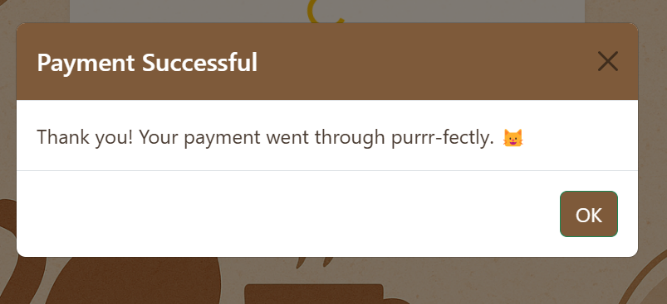 Payment Successful
Thank you! Your payment went through purrr-fectly. 😺
OK